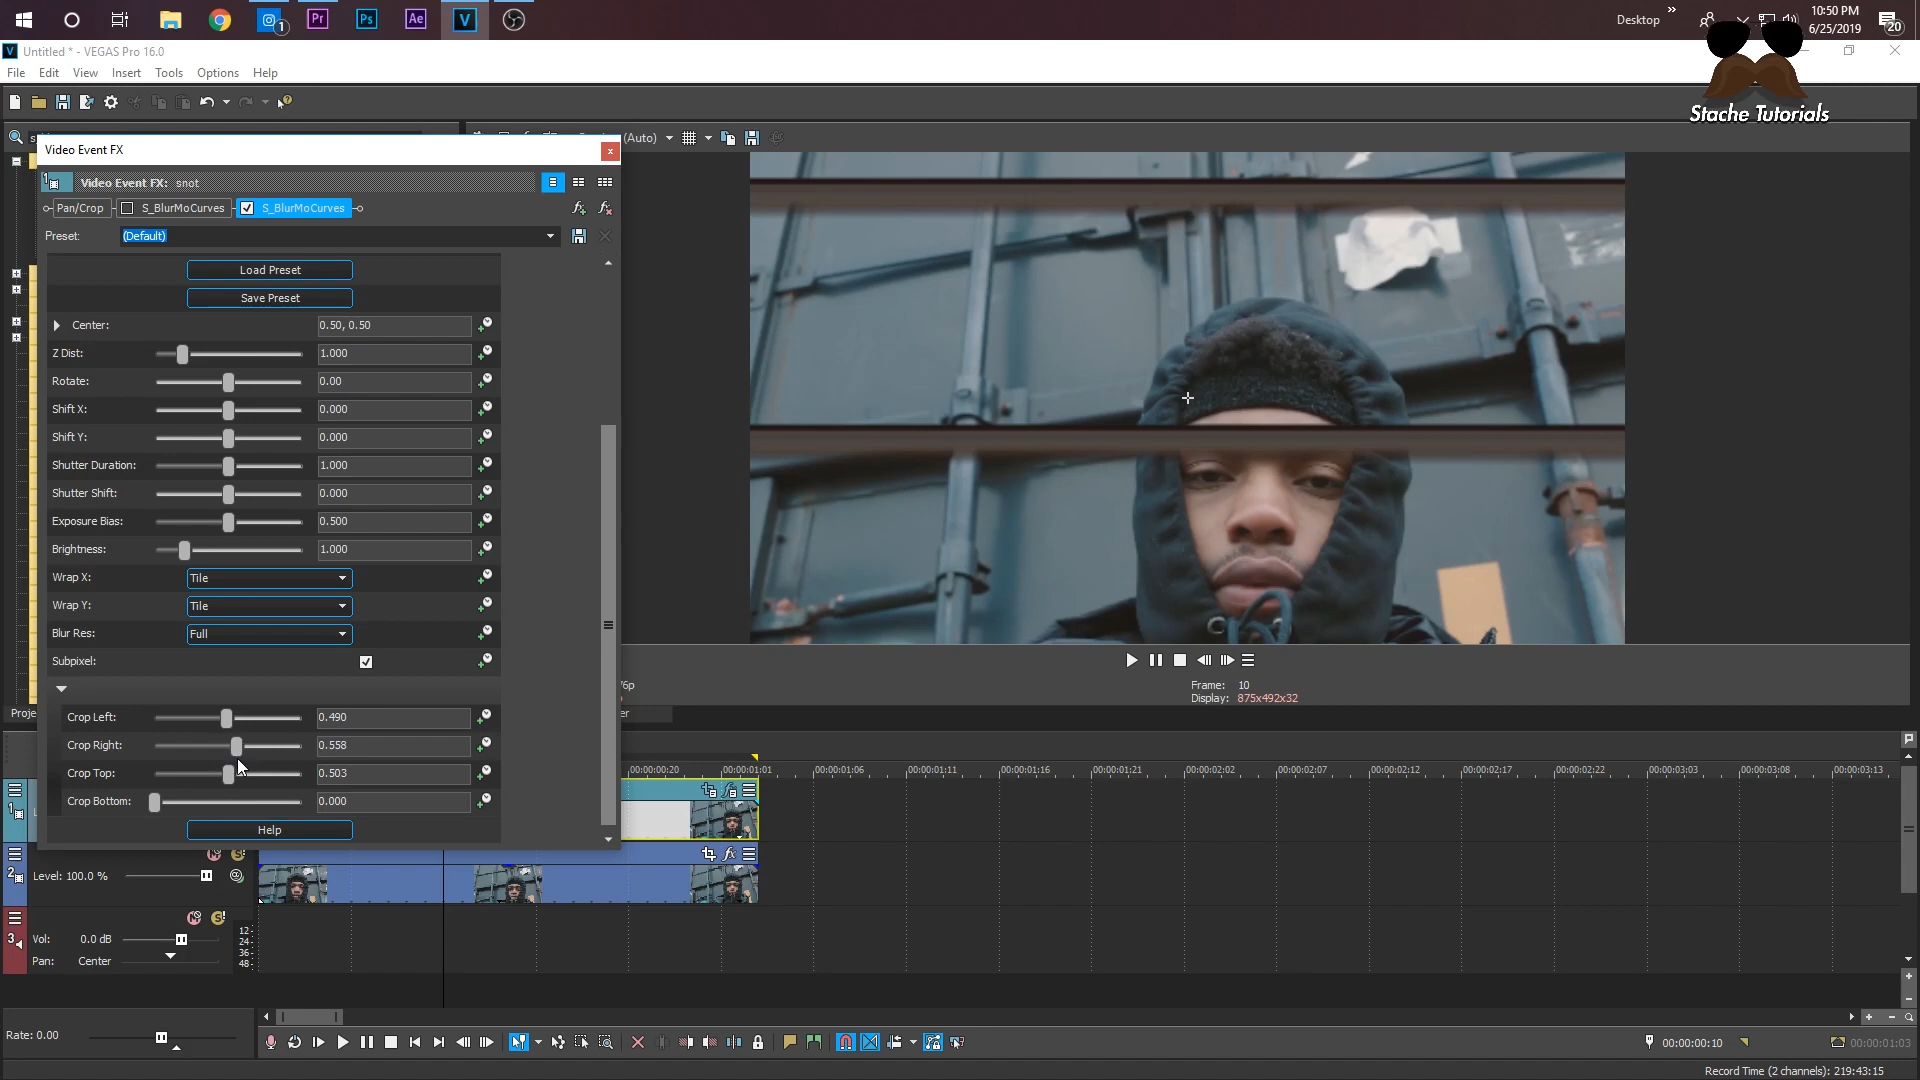 Desktop
»
10:50 PM
6/25/2019
20
1
Pr
Ps
Ae
V
V
Untitled * - VEGAS Pro 16.0
File Edit View Insert Tools Options Help
Stache Tutorials
s
(Auto)
Video Event FX
x
1
Video Event FX: snot
Pan/Crop
S_BlurMoCurves
S_BlurMoCurves
Preset:
(Default)
Load Preset
Save Preset
Center: 0.50, 0.50
Z Dist: 1.000
Rotate: 0.00
Shift X: 0.000
Shift Y: 0.000
Shutter Duration: 1.000
Shutter Shift: 0.000
Exposure Bias: 0.500
Brightness: 1.000
Wrap X: Tile
Wrap Y: Tile
Blur Res: Full
Subpixel:
Crop Left: 0.490
Crop Right: 0.558
Crop Top: 0.503
Crop Bottom: 0.000
Help
Frame: 10
Display: 875x492x32
Proje
00:00:00:20 00:00:01:01 00:00:01:06 00:00:01:11 00:00:01:16 00:00:01:21 00:00:02:02 00:00:02:07 00:00:02:12 00:00:02:17 00:00:02:22 00:00:03:03 00:00:03:08 00:00:03:13
1
2
Level: 100.0 %
3
Vol: 0.0 dB
Pan: Center
12
24
36
48
Rate: 0.00
00:00:00:10
00:00:01:03
Record Time (2 channels): 219:43:15